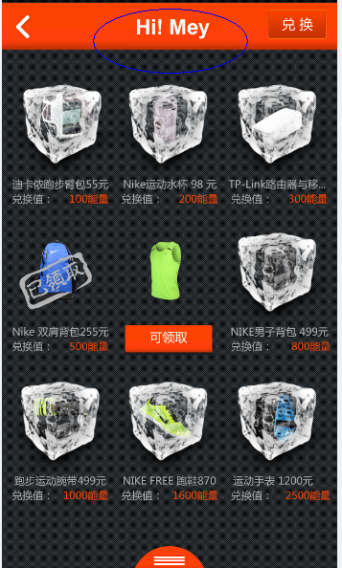 Hi! Mey
兑 换
迪卡侬跑步臂包55元
兑换值： 100能量
Nike运动水杯 98 元
兑换值： 200能量
TP-Link路由器与移...
兑换值： 300能量
已领取
Nike 双肩背包255元
兑换值： 500能量
可领取
NIKE男子背包 499元
兑换值： 800能量
跑步运动腕带499元
兑换值： 1000能量
NIKE FREE 跑鞋870
兑换值： 1600能量
运动手表 1200元
兑换值： 2500能量